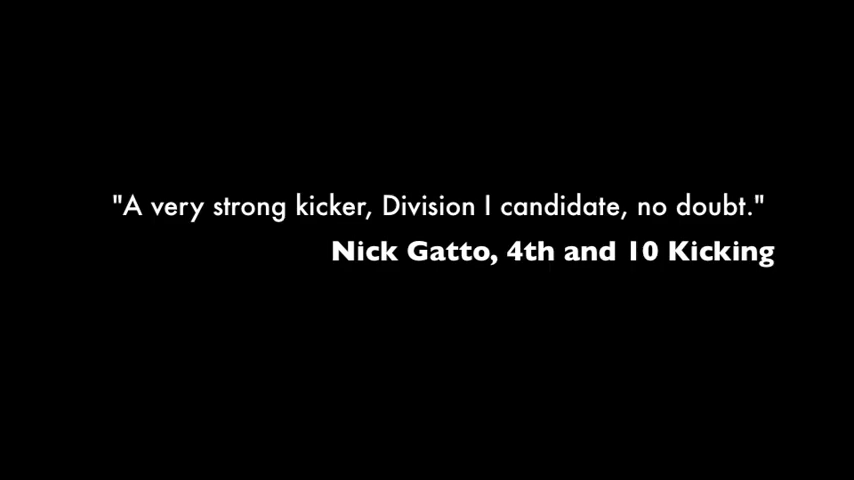 "A very strong kicker, Division I candidate, no doubt."
Nick Gatto, 4th and 10 Kicking